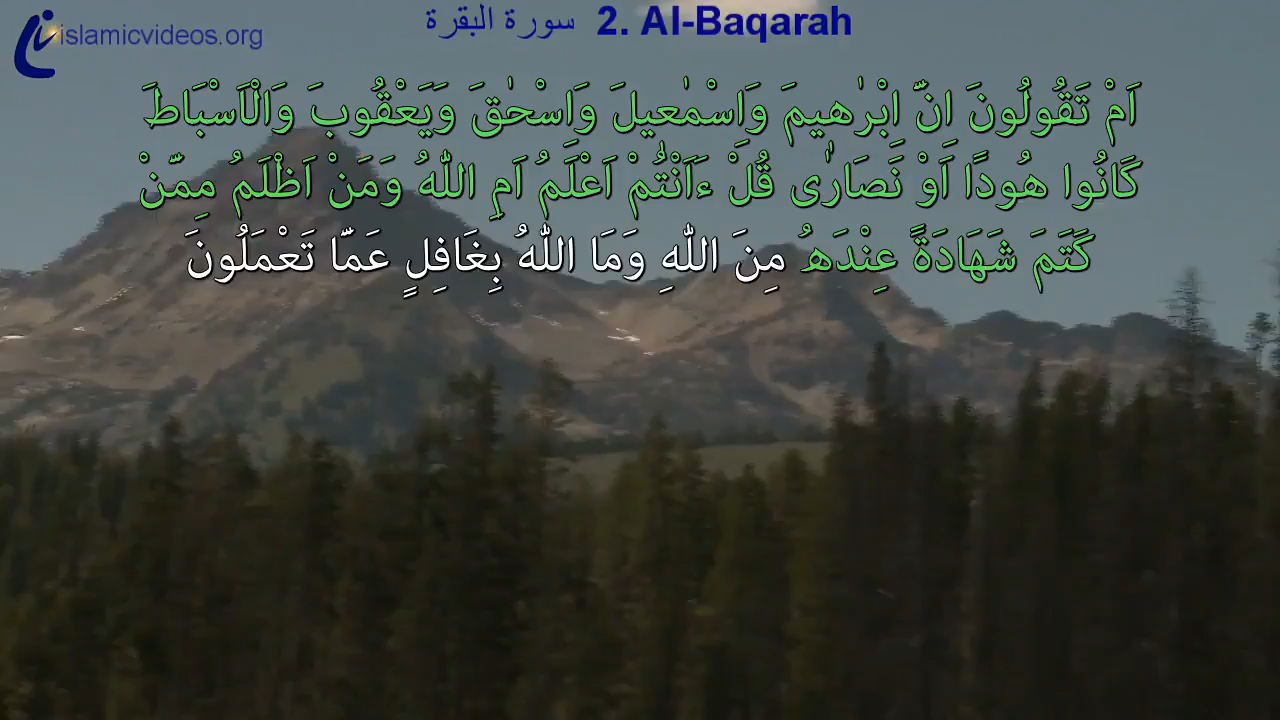 islamicvideos.org
سورة البقرة 2. Al-Baqarah
اَمْ تَقُولُونَ اِنَّ اِبْرٰهٖيمَ وَاِسْمٰعٖيلَ وَاِسْحٰقَ وَيَعْقُوبَ وَالْاَسْبَاطَ
كَانُوا هُودًا اَوْ نَصَارٰى قُلْ ءَاَنْتُمْ اَعْلَمُ اَمِ اللّٰهُ وَمَنْ اَظْلَمُ مِمَّنْ
كَتَمَ شَهَادَةً عِنْدَهُ مِنَ اللّٰهِ وَمَا اللّٰهُ بِغَافِلٍ عَمَّا تَعْمَلُونَ